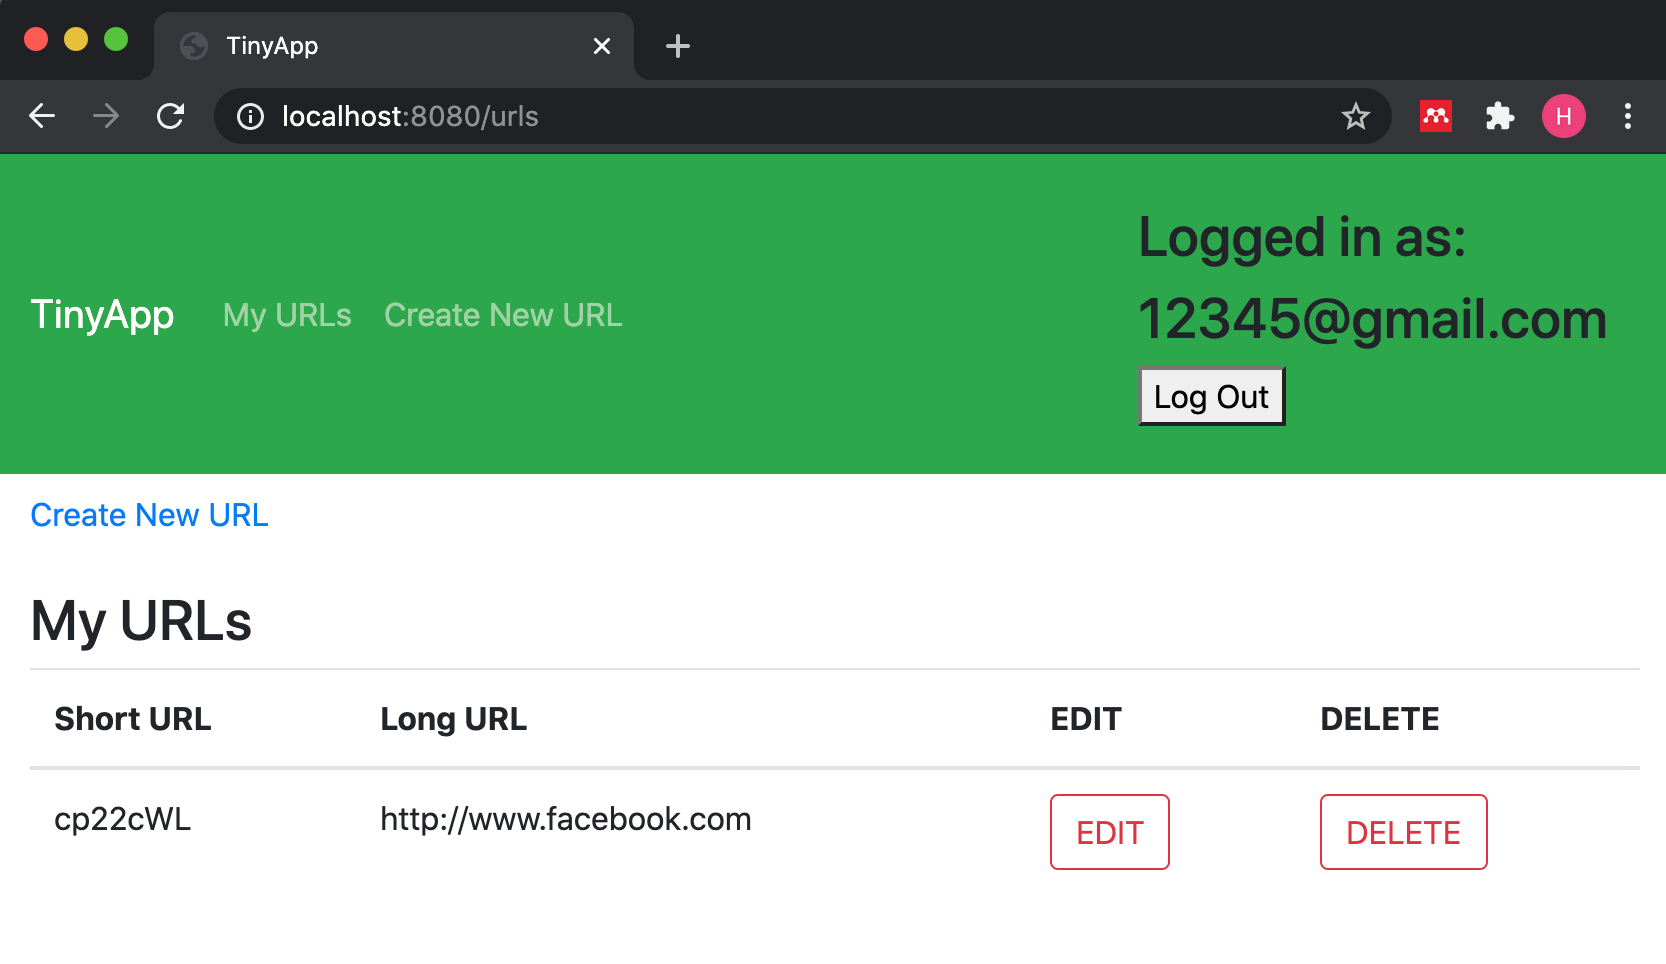 TinyApp
localhost:8080/urls
H
Logged in as:
12345@gmail.com
TinyApp My URLs Create New URL
Log Out
Create New URL
My URLs
Short URL Long URL EDIT DELETE
cp22cWL http://www.facebook.com EDIT DELETE